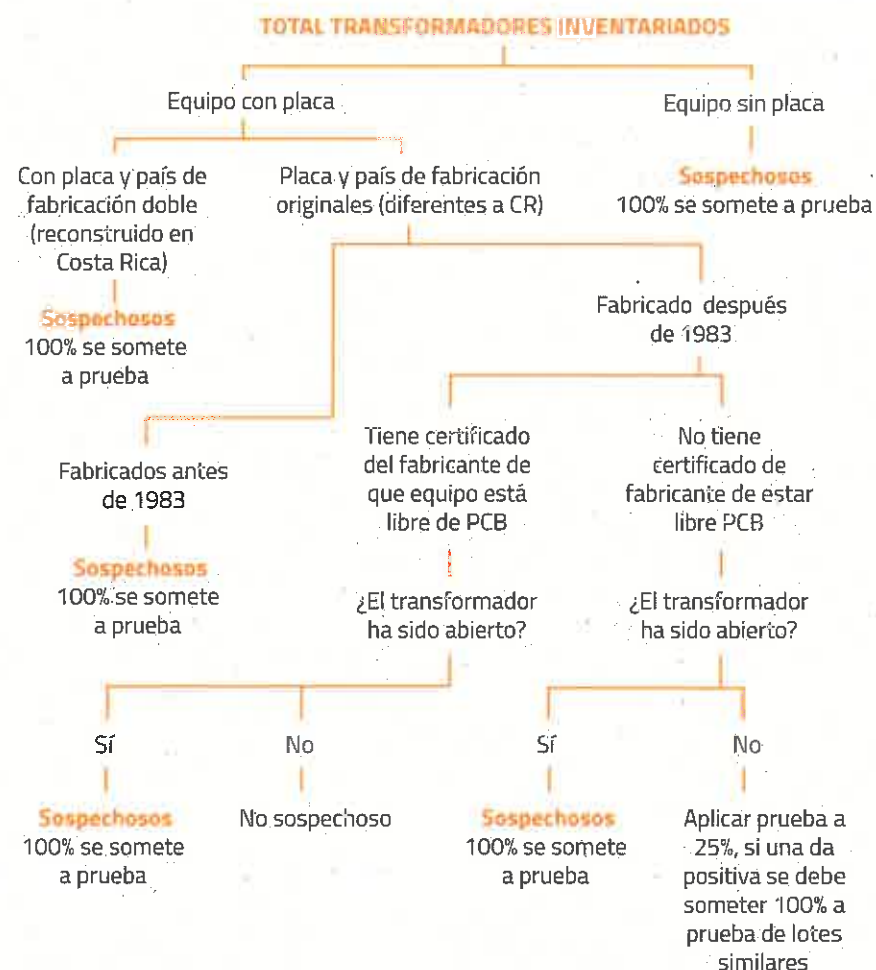 TOTAL TRANSFORMADORES INVENTARIADOS
Equipo con placa
Equipo sin placa
Con placa y país de
fabricación doble
(reconstruido en
Costa Rica)
Placa y país de fabricación
originales (diferentes a CR)
Sospechosos
100% se somete a prueba
Sospechosos
100% se somete
a prueba
Fabricado después
de 1983
Fabricados antes
de 1983
Tiene certificado
del fabricante de
que equipo está
libre de PCB
No tiene
certificado de
fabricante de estar
libre PCB
Sospechosos
100% se somete
a prueba
¿El transformador
ha sido abierto?
¿El transformador
ha sido abierto?
Sí
No
Sí
No
Sospechosos
100% se somete
a prueba
No sospechoso
Sospechosos
100% se somete
a prueba
Aplicar prueba a
25%, si una da
positiva se debe
someter 100% a
prueba de lotes
similares